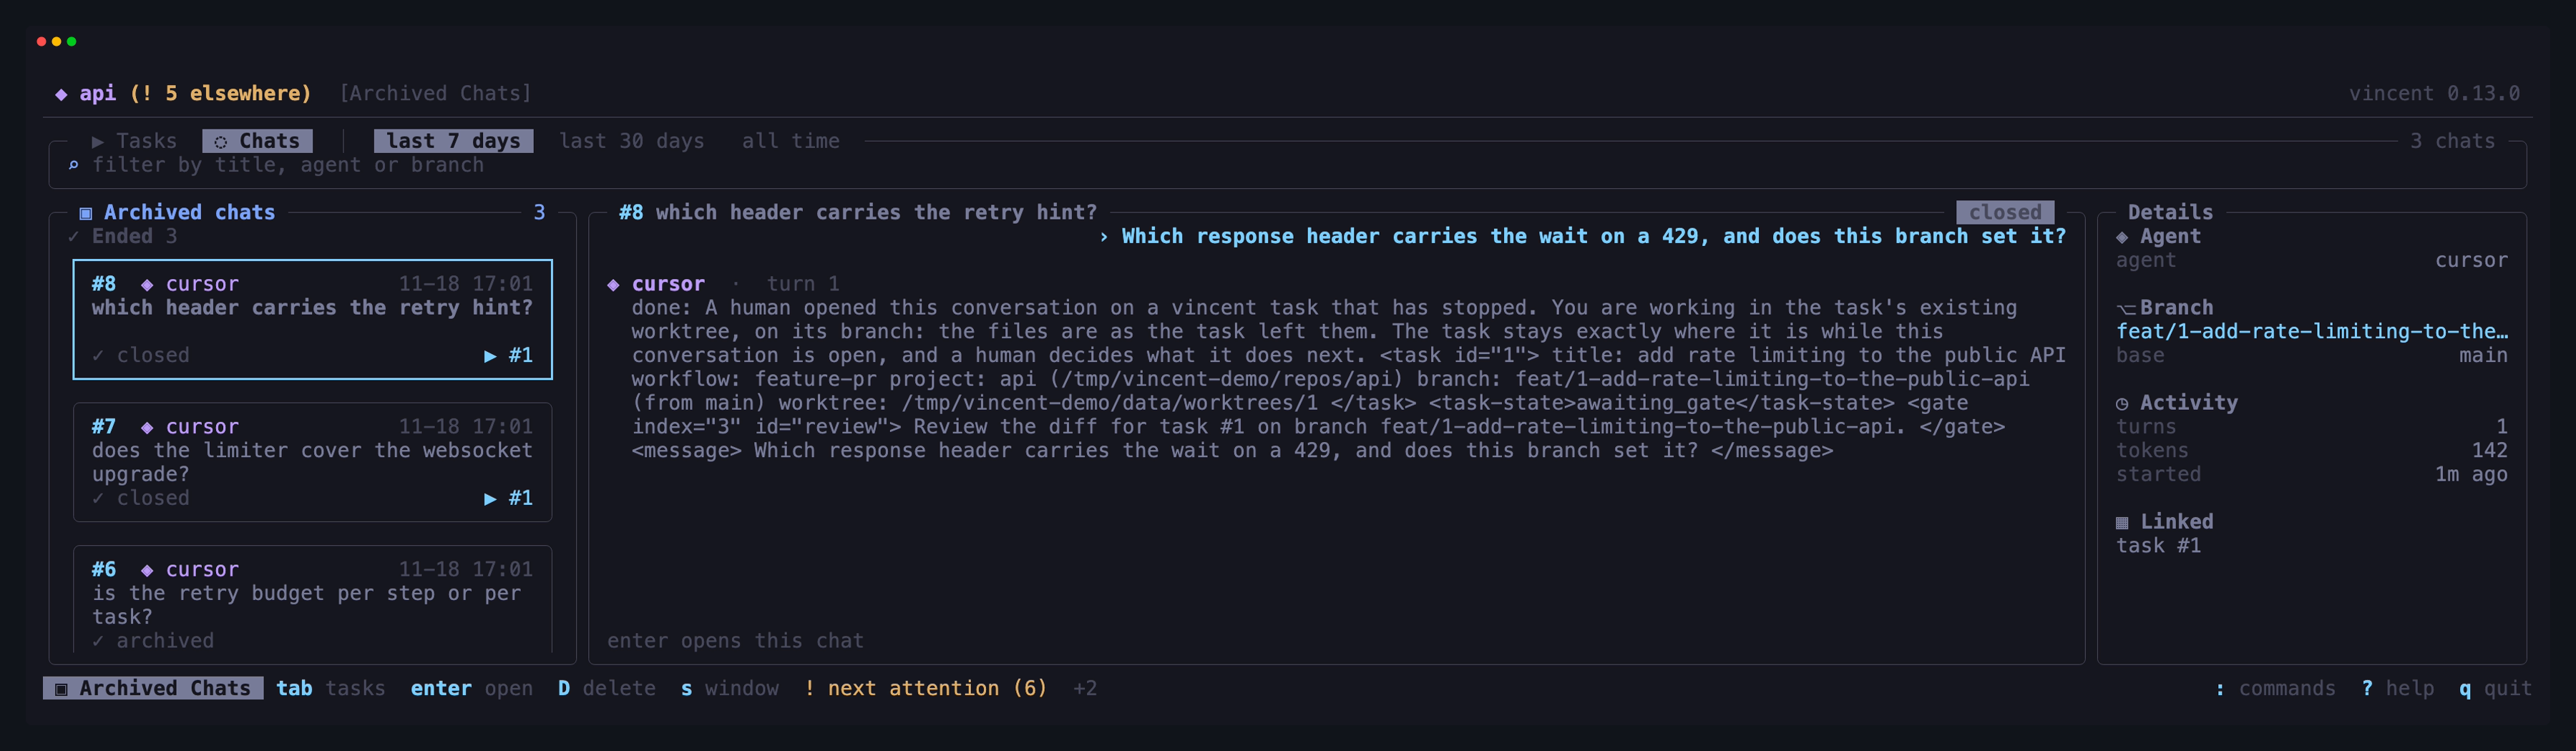 ◆ api (! 5 elsewhere) [Archived Chats] vincent 0.13.0
▶ Tasks ◌ Chats │ last 7 days last 30 days all time 3 chats
⌕ filter by title, agent or branch
▣ Archived chats 3
✓ Ended 3
#8 ◈ cursor 11-18 17:01
which header carries the retry hint?
✓ closed ▶ #1
#7 ◈ cursor 11-18 17:01
does the limiter cover the websocket
upgrade?
✓ closed ▶ #1
#6 ◈ cursor 11-18 17:01
is the retry budget per step or per
task?
✓ archived
#8 which header carries the retry hint? closed
› Which response header carries the wait on a 429, and does this branch set it?
◈ cursor · turn 1
done: A human opened this conversation on a vincent task that has stopped. You are working in the task's existing
worktree, on its branch: the files are as the task left them. The task stays exactly where it is while this
conversation is open, and a human decides what it does next. <task id="1"> title: add rate limiting to the public API
workflow: feature-pr project: api (/tmp/vincent-demo/repos/api) branch: feat/1-add-rate-limiting-to-the-public-api
(from main) worktree: /tmp/vincent-demo/data/worktrees/1 </task> <task-state>awaiting_gate</task-state> <gate
index="3" id="review"> Review the diff for task #1 on branch feat/1-add-rate-limiting-to-the-public-api. </gate>
<message> Which response header carries the wait on a 429, and does this branch set it? </message>
enter opens this chat
Details
◈ Agent
agent cursor
⌥ Branch
feat/1-add-rate-limiting-to-the…
base main
◷ Activity
turns 1
tokens 142
started 1m ago
▦ Linked
task #1
▣ Archived Chats tab tasks enter open D delete s window ! next attention (6) +2 : commands ? help q quit